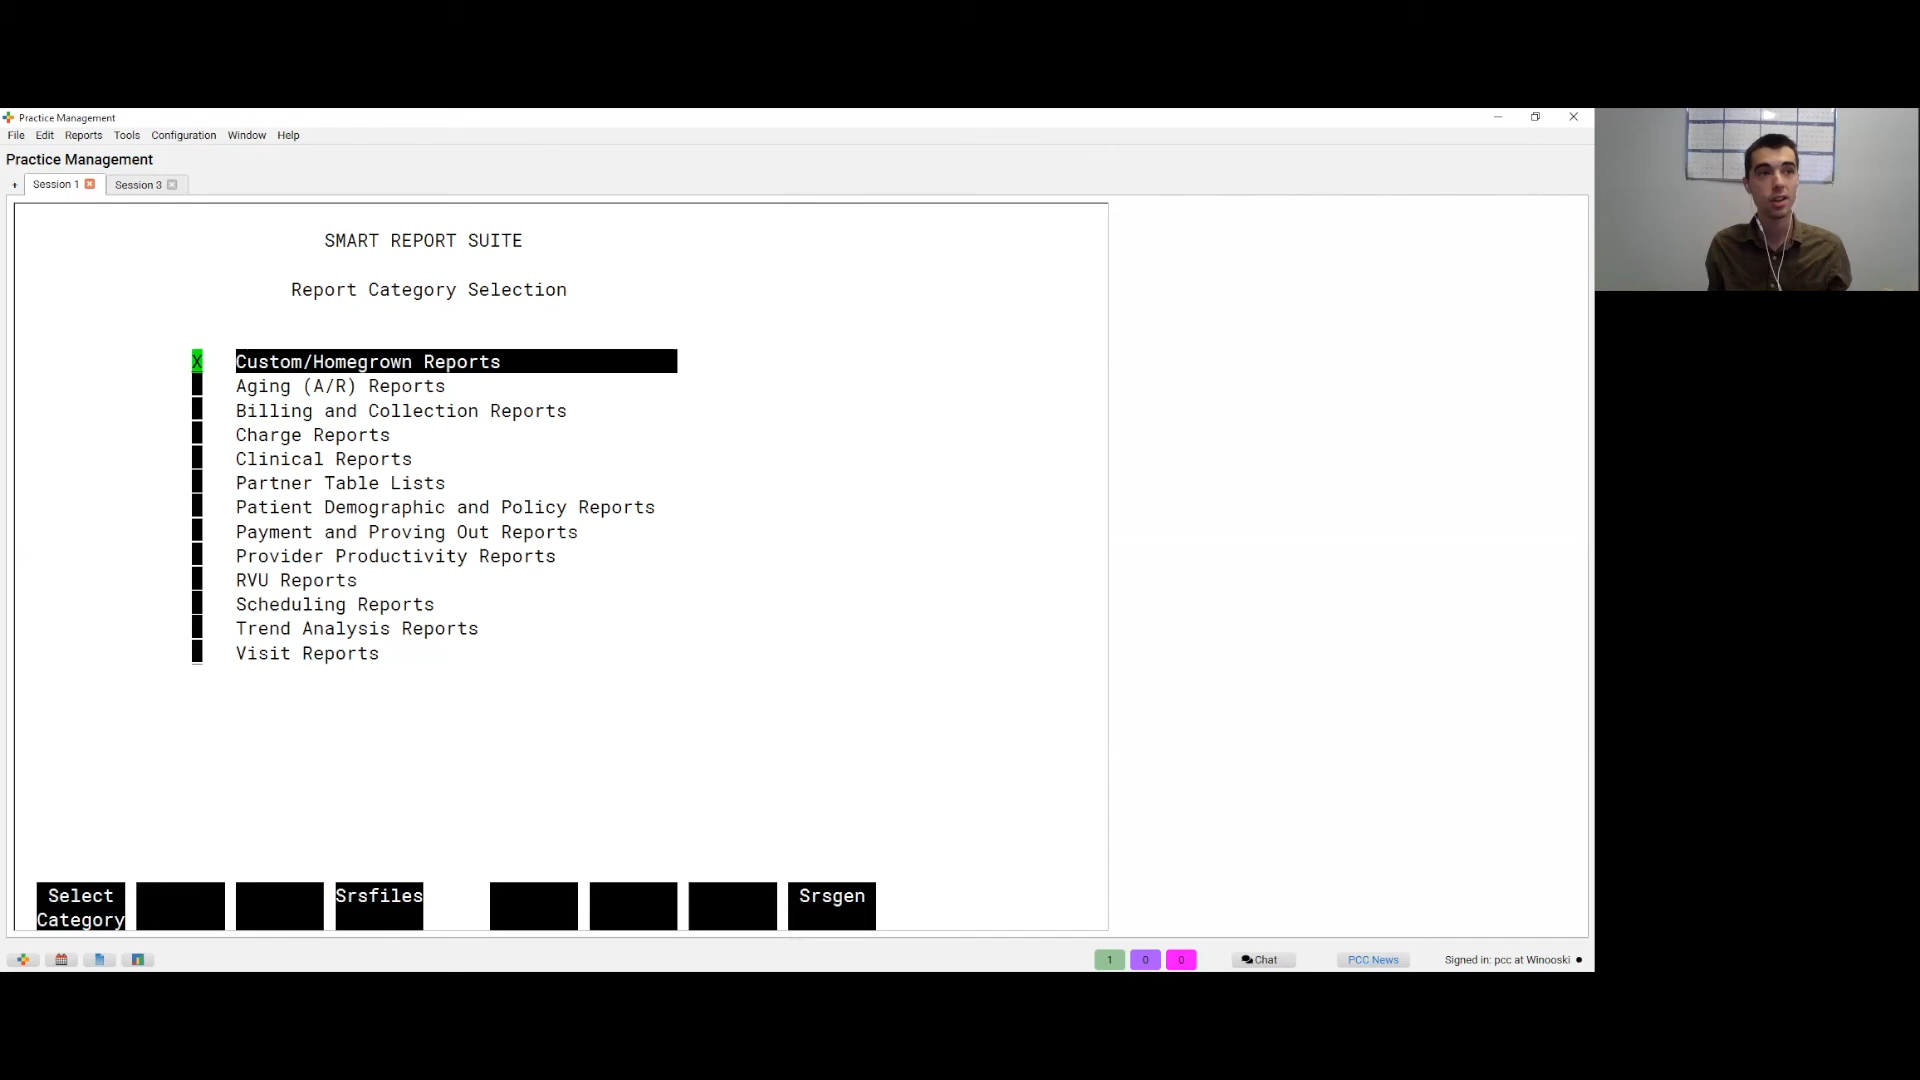 Practice Management
File Edit Reports Tools Configuration Window Help
Practice Management
+ Session 1 Session 3
SMART REPORT SUITE
Report Category Selection
X Custom/Homegrown Reports
Aging (A/R) Reports
Billing and Collection Reports
Charge Reports
Clinical Reports
Partner Table Lists
Patient Demographic and Policy Reports
Payment and Proving Out Reports
Provider Productivity Reports
RVU Reports
Scheduling Reports
Trend Analysis Reports
Visit Reports
Select Srsfiles Srsgen
Category
1 0 0 Chat PCC News Signed in: pcc at Winooski